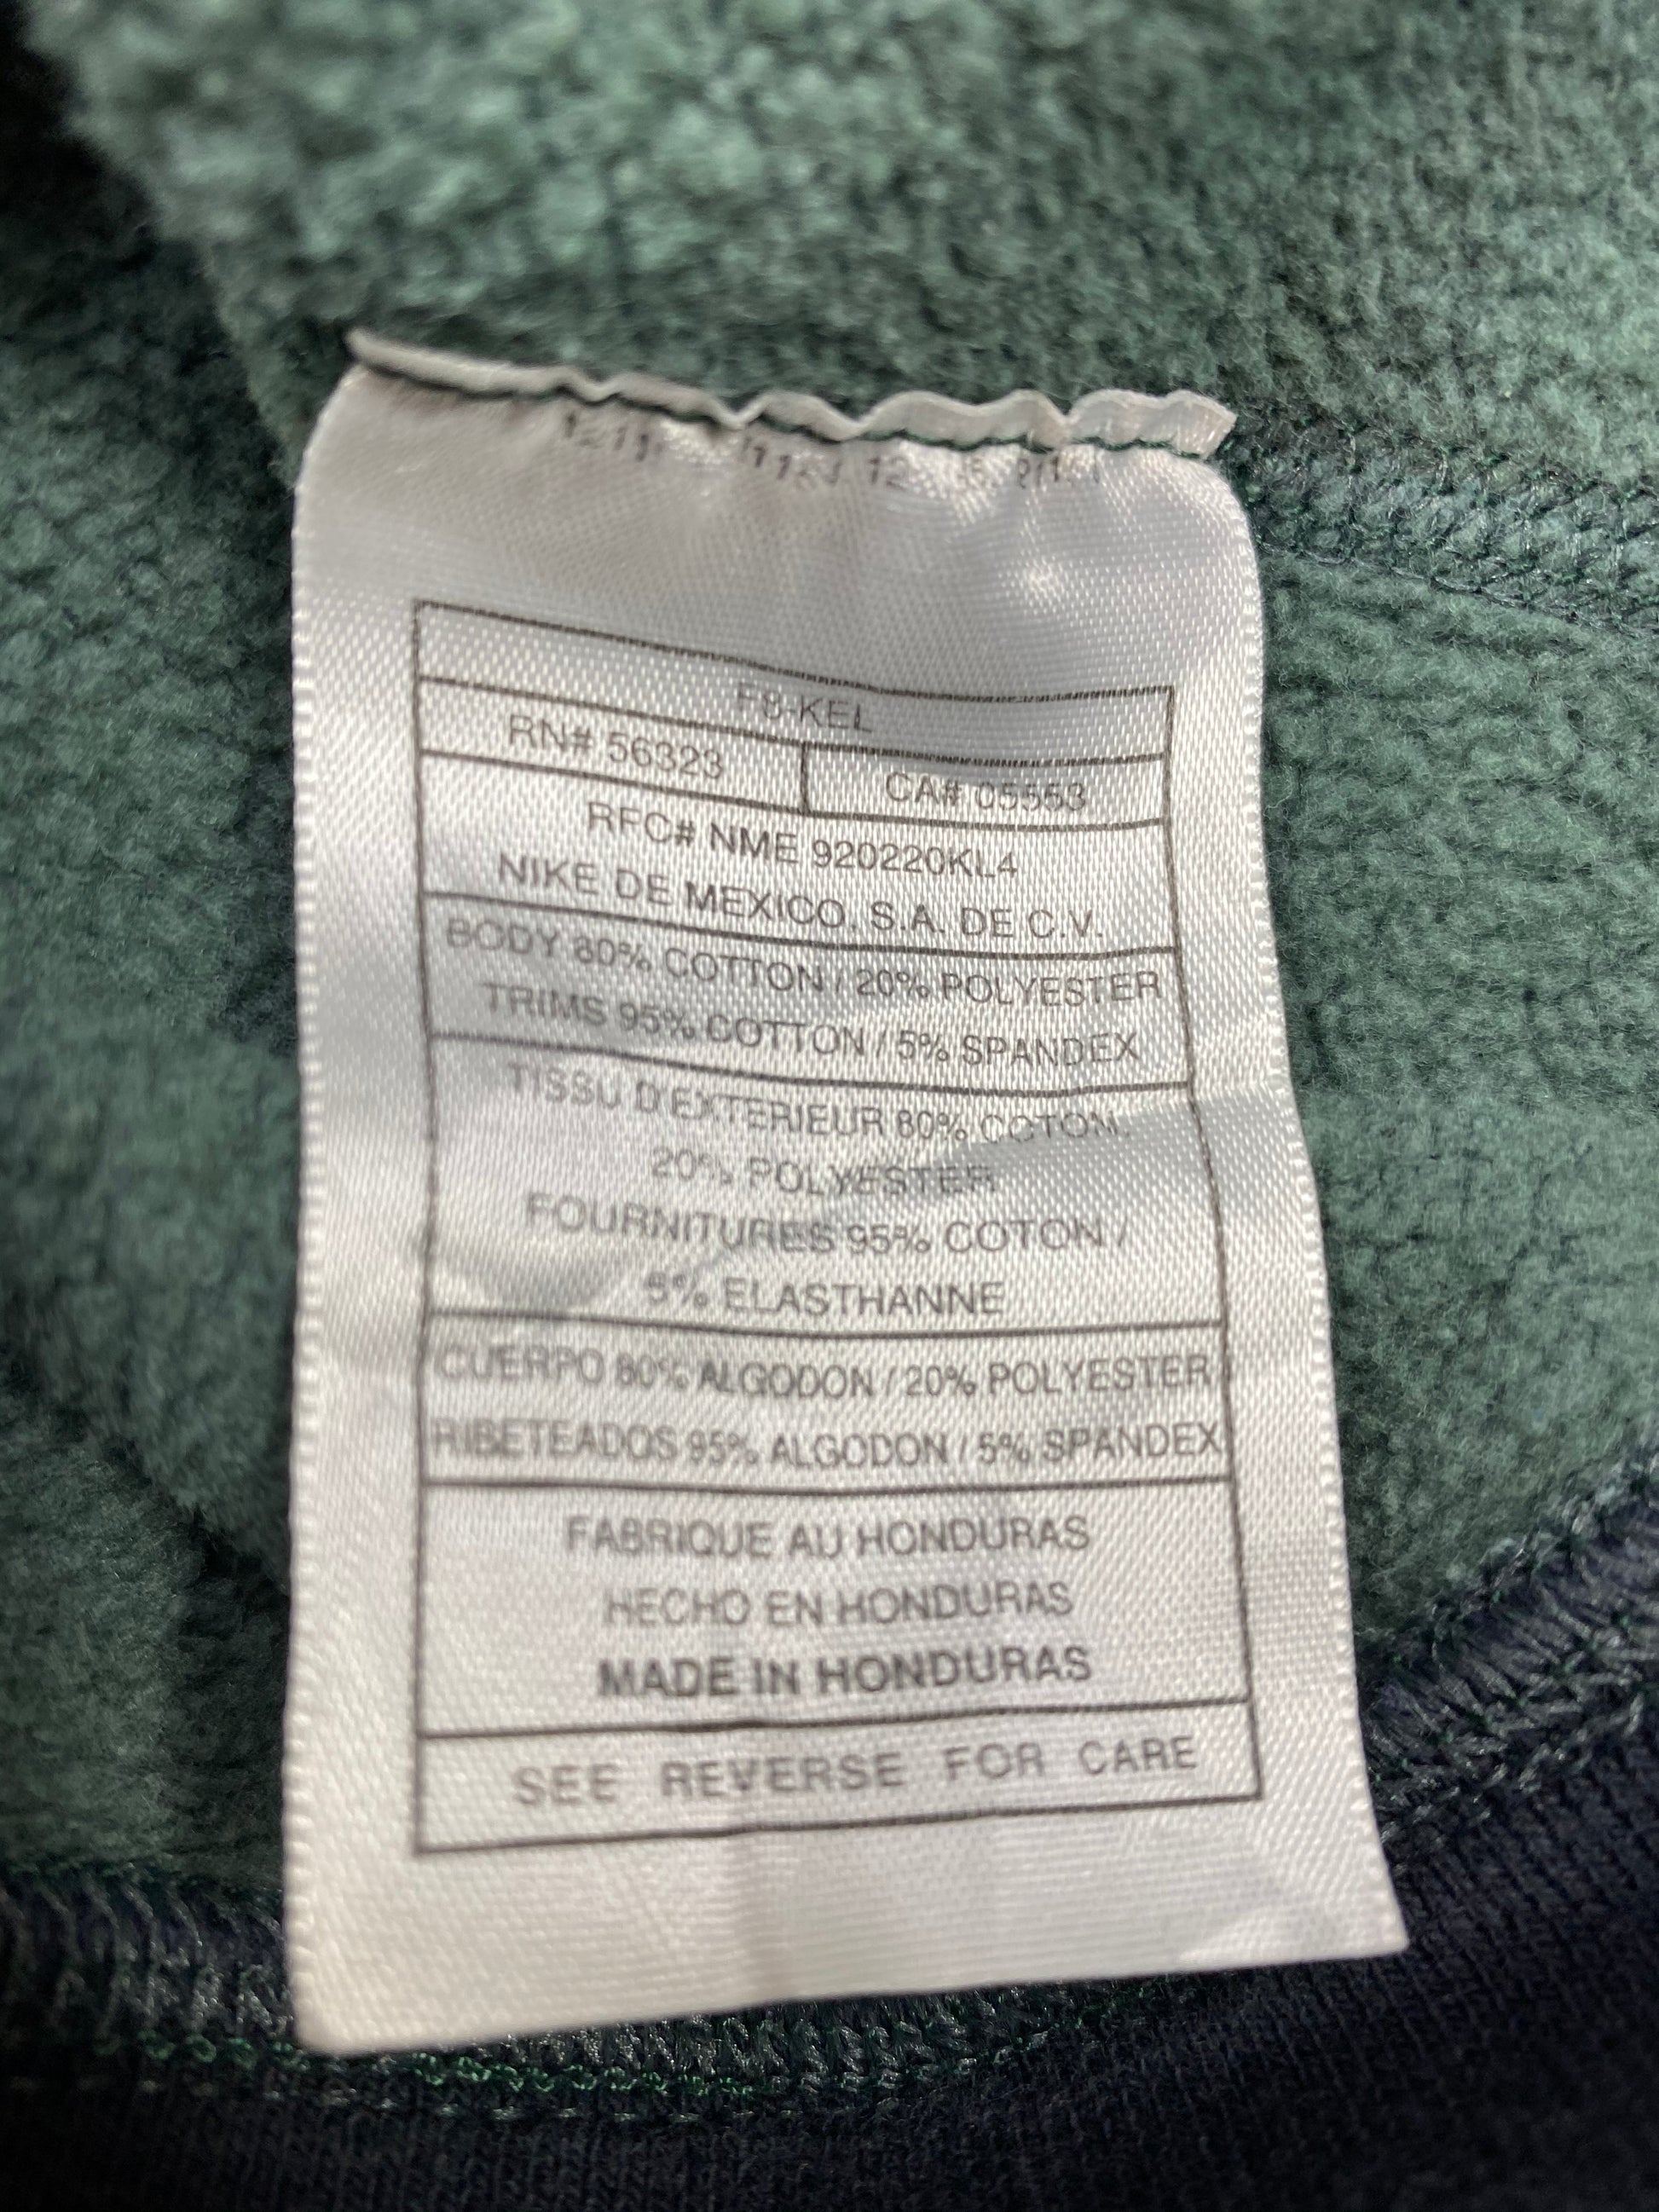 F8-KEL
RN# 56323
CA# 05553
RFC# NME 920220KL4
NIKE DE MEXICO, S.A. DE C.V.
BODY 80% COTTON / 20% POLYESTER
TRIMS 95% COTTON / 5% SPANDEX
TISSU D'EXTERIEUR 80% COTON,
20% POLYESTER
FOURNITURES 95% COTON /
5% ELASTHANNE
CUERPO 80% ALGODON / 20% POLYESTER
RIBETEADOS 95% ALGODON / 5% SPANDEX
FABRIQUE AU HONDURAS
HECHO EN HONDURAS
MADE IN HONDURAS
SEE REVERSE FOR CARE